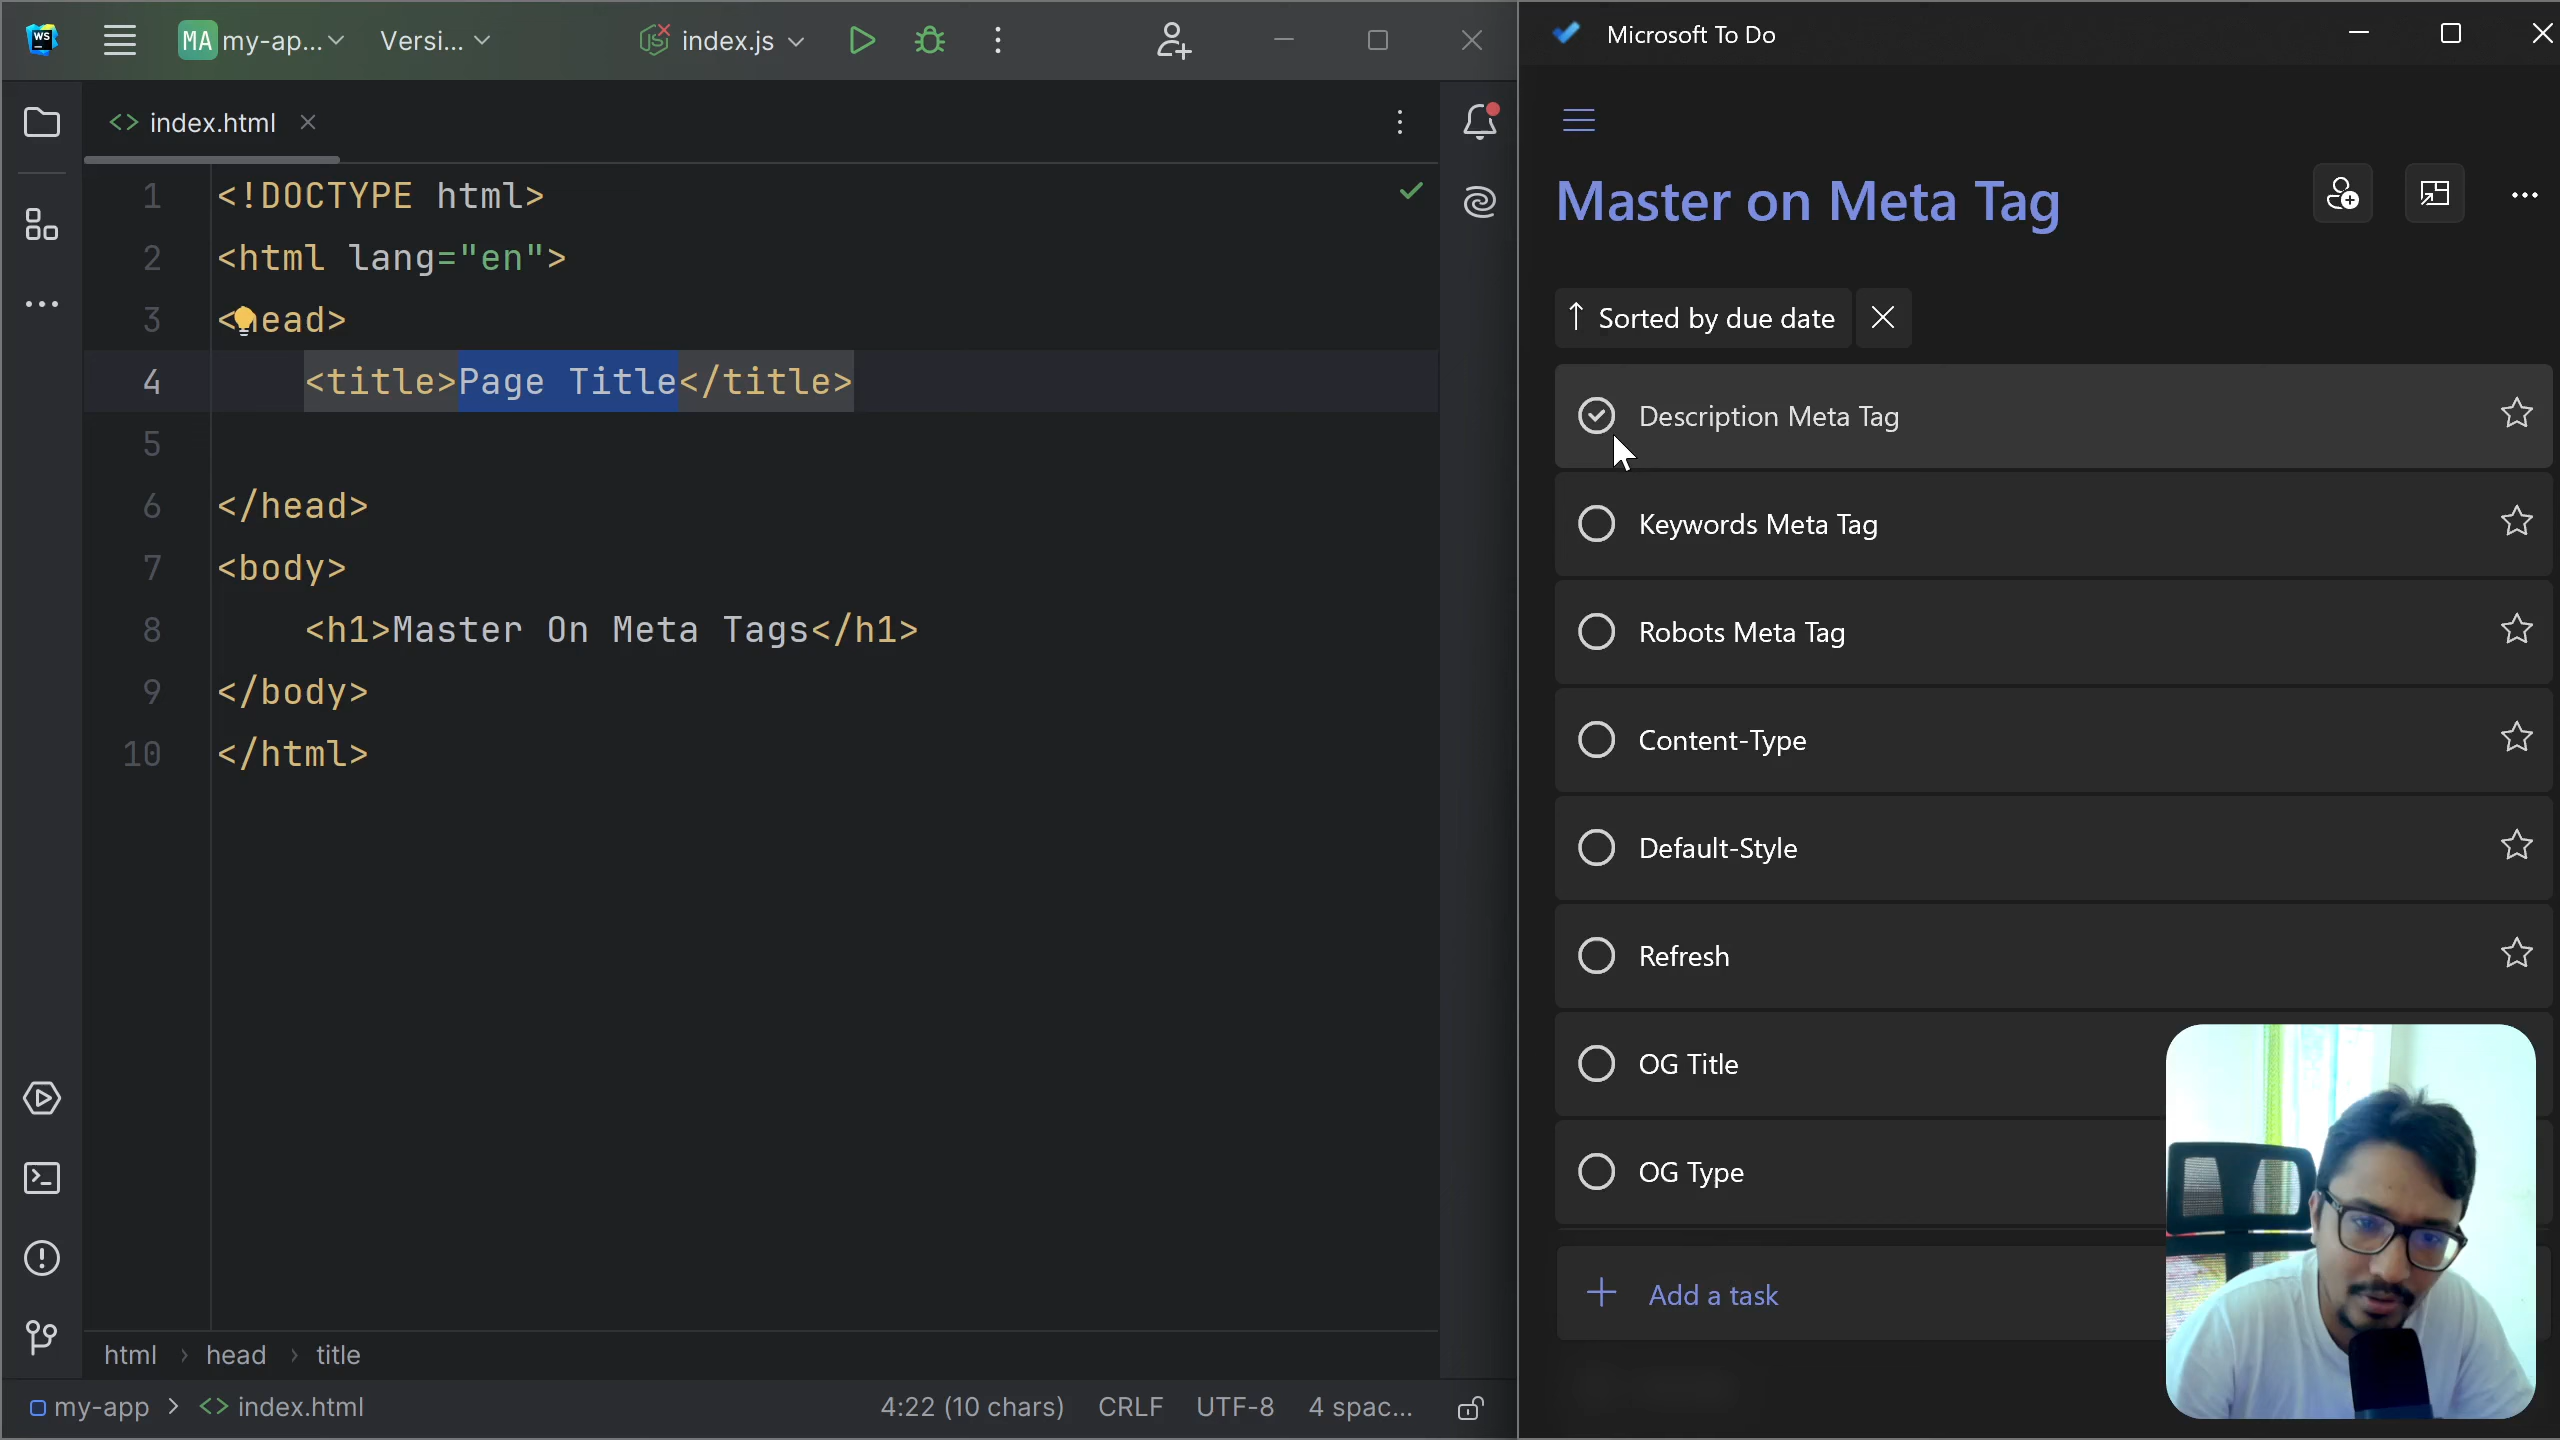 WS
MA my-ap...
Versi...
index.js
index.html
1 <!DOCTYPE html>
2 <html lang="en">
3 <head>
4 <title>Page Title</title>
5
6 </head>
7 <body>
8 <h1>Master On Meta Tags</h1>
9 </body>
10 </html>
html › head › title
my-app > <> index.html
4:22 (10 chars) CRLF UTF-8 4 spac...
Microsoft To Do
Master on Meta Tag
Sorted by due date
Description Meta Tag
Keywords Meta Tag
Robots Meta Tag
Content-Type
Default-Style
Refresh
OG Title
OG Type
Add a task